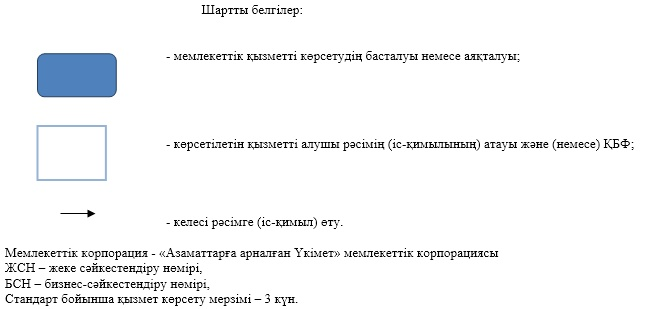 Шартты белгілер:
- мемлекеттік қызметті көрсетудің басталуы немесе аяқталуы;
- көрсетілетін қызметті алушы рәсімің (іс-қимылының) атауы және (немесе) ҚБФ;
- келесі рәсімге (іс-қимыл) өту.
Мемлекеттік корпорация - «Азаматтарға арналған Үкімет» мемлекеттік корпорациясы
ЖСН – жеке сәйкестендіру нөмірі,
БСН – бизнес-сәйкестендіру нөмірі,
Стандарт бойынша қызмет көрсету мерзімі – 3 күн.